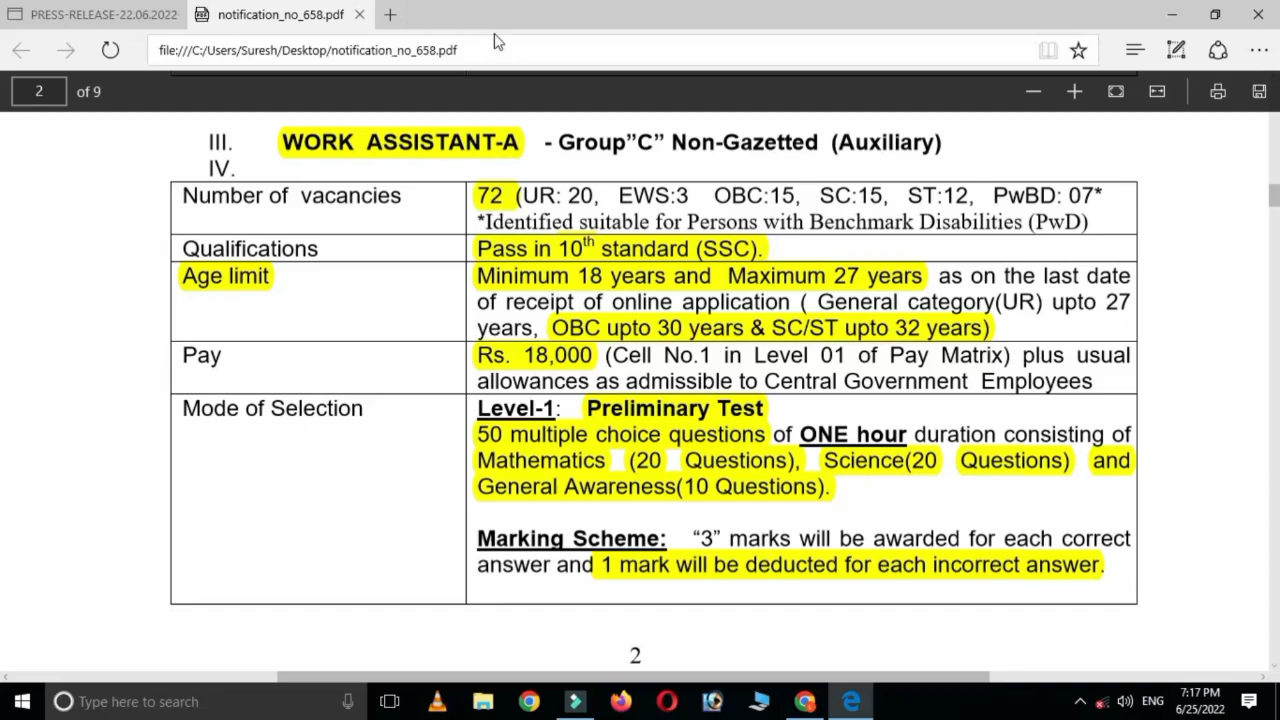 PRESS-RELEASE-22.06.2022
notification_no_658.pdf
file:///C:/Users/Suresh/Desktop/notification_no_658.pdf
2 of 9
III. WORK ASSISTANT-A - Group”C” Non-Gazetted (Auxiliary)
IV.
Number of vacancies
72 (UR: 20, EWS:3 OBC:15, SC:15, ST:12, PwBD: 07*
*Identified suitable for Persons with Benchmark Disabilities (PwD)
Qualifications
Pass in 10th standard (SSC).
Age limit
Minimum 18 years and Maximum 27 years as on the last date
of receipt of online application ( General category(UR) upto 27
years, OBC upto 30 years & SC/ST upto 32 years)
Pay
Rs. 18,000 (Cell No.1 in Level 01 of Pay Matrix) plus usual
allowances as admissible to Central Government Employees
Mode of Selection
Level-1: Preliminary Test
50 multiple choice questions of ONE hour duration consisting of
Mathematics (20 Questions), Science(20 Questions) and
General Awareness(10 Questions).
Marking Scheme: “3” marks will be awarded for each correct
answer and 1 mark will be deducted for each incorrect answer.
2
Type here to search
ENG
7:17 PM
6/25/2022